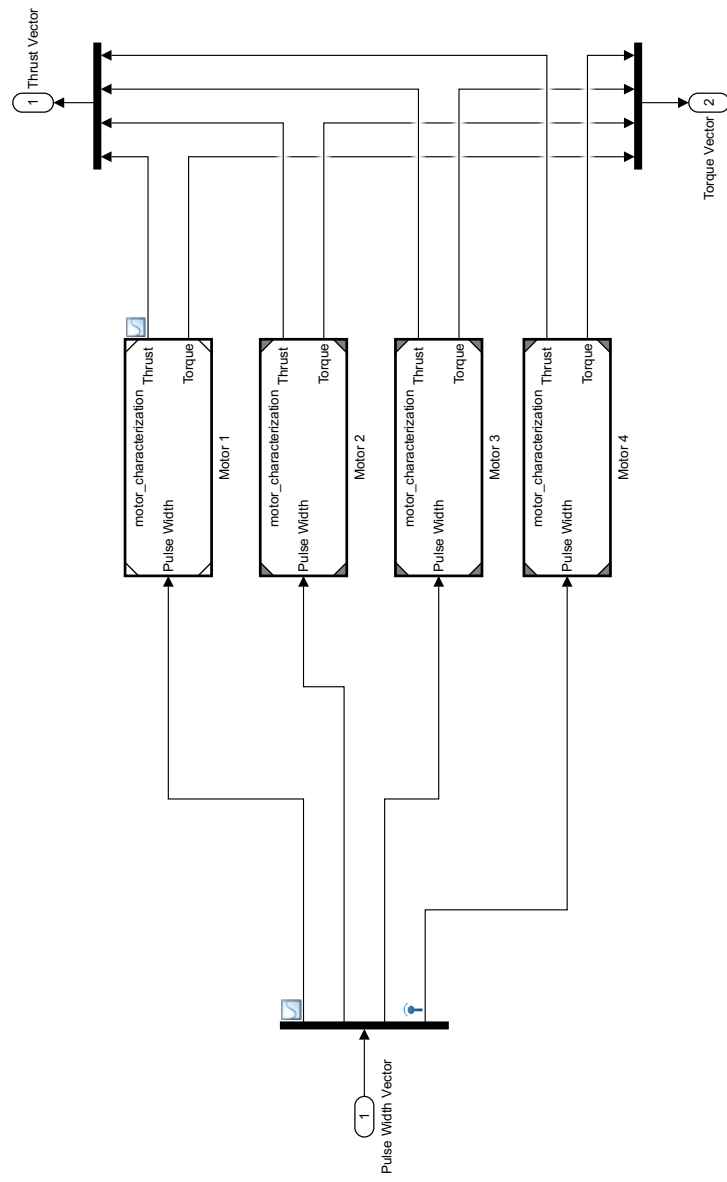 1
Pulse Width Vector
motor_characterization
Pulse Width
Thrust
Torque
Motor 1
motor_characterization
Pulse Width
Thrust
Torque
Motor 2
motor_characterization
Pulse Width
Thrust
Torque
Motor 3
motor_characterization
Pulse Width
Thrust
Torque
Motor 4
1
Thrust Vector
Torque Vector
2